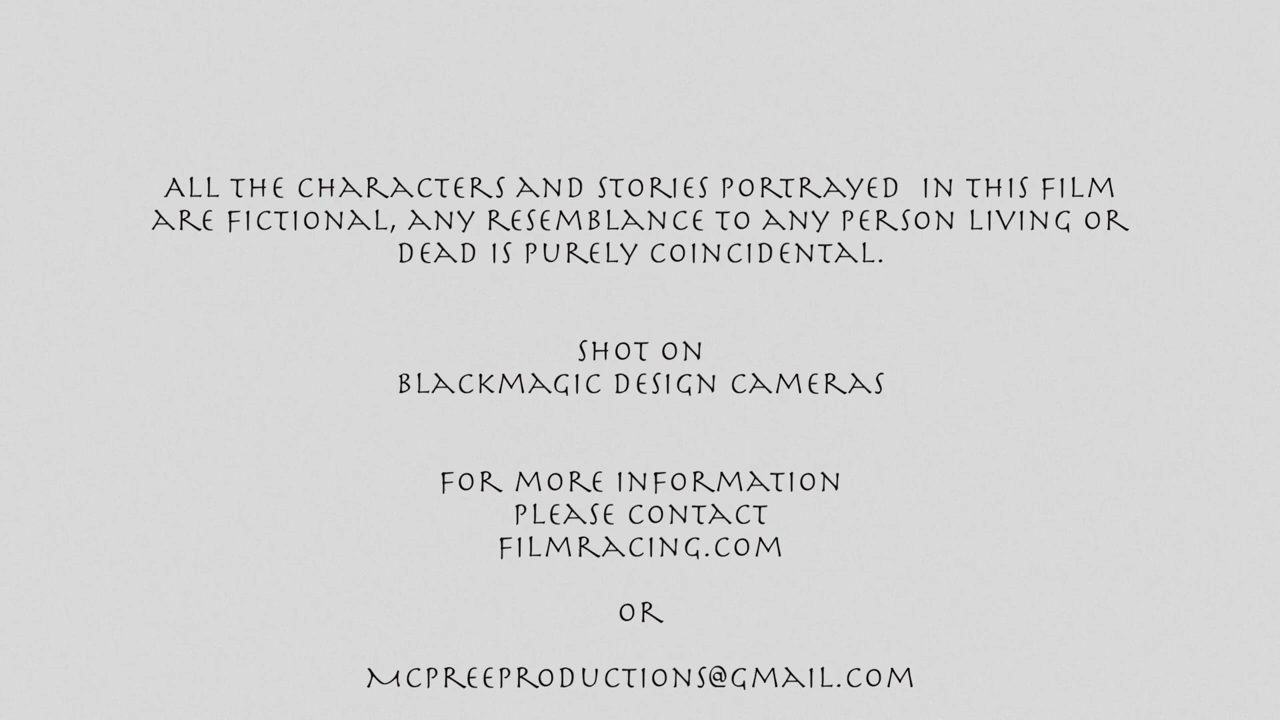 ALL THE CHARACTERS AND STORIES PORTRAYED  IN THIS FILM
ARE FICTIONAL, ANY RESEMBLANCE TO ANY PERSON LIVING OR
DEAD IS PURELY COINCIDENTAL.
SHOT ON
BLACKMAGIC DESIGN CAMERAS
FOR MORE INFORMATION
PLEASE CONTACT
FILMRACING.COM
OR
MCPREEPRODUCTIONS@GMAIL.COM